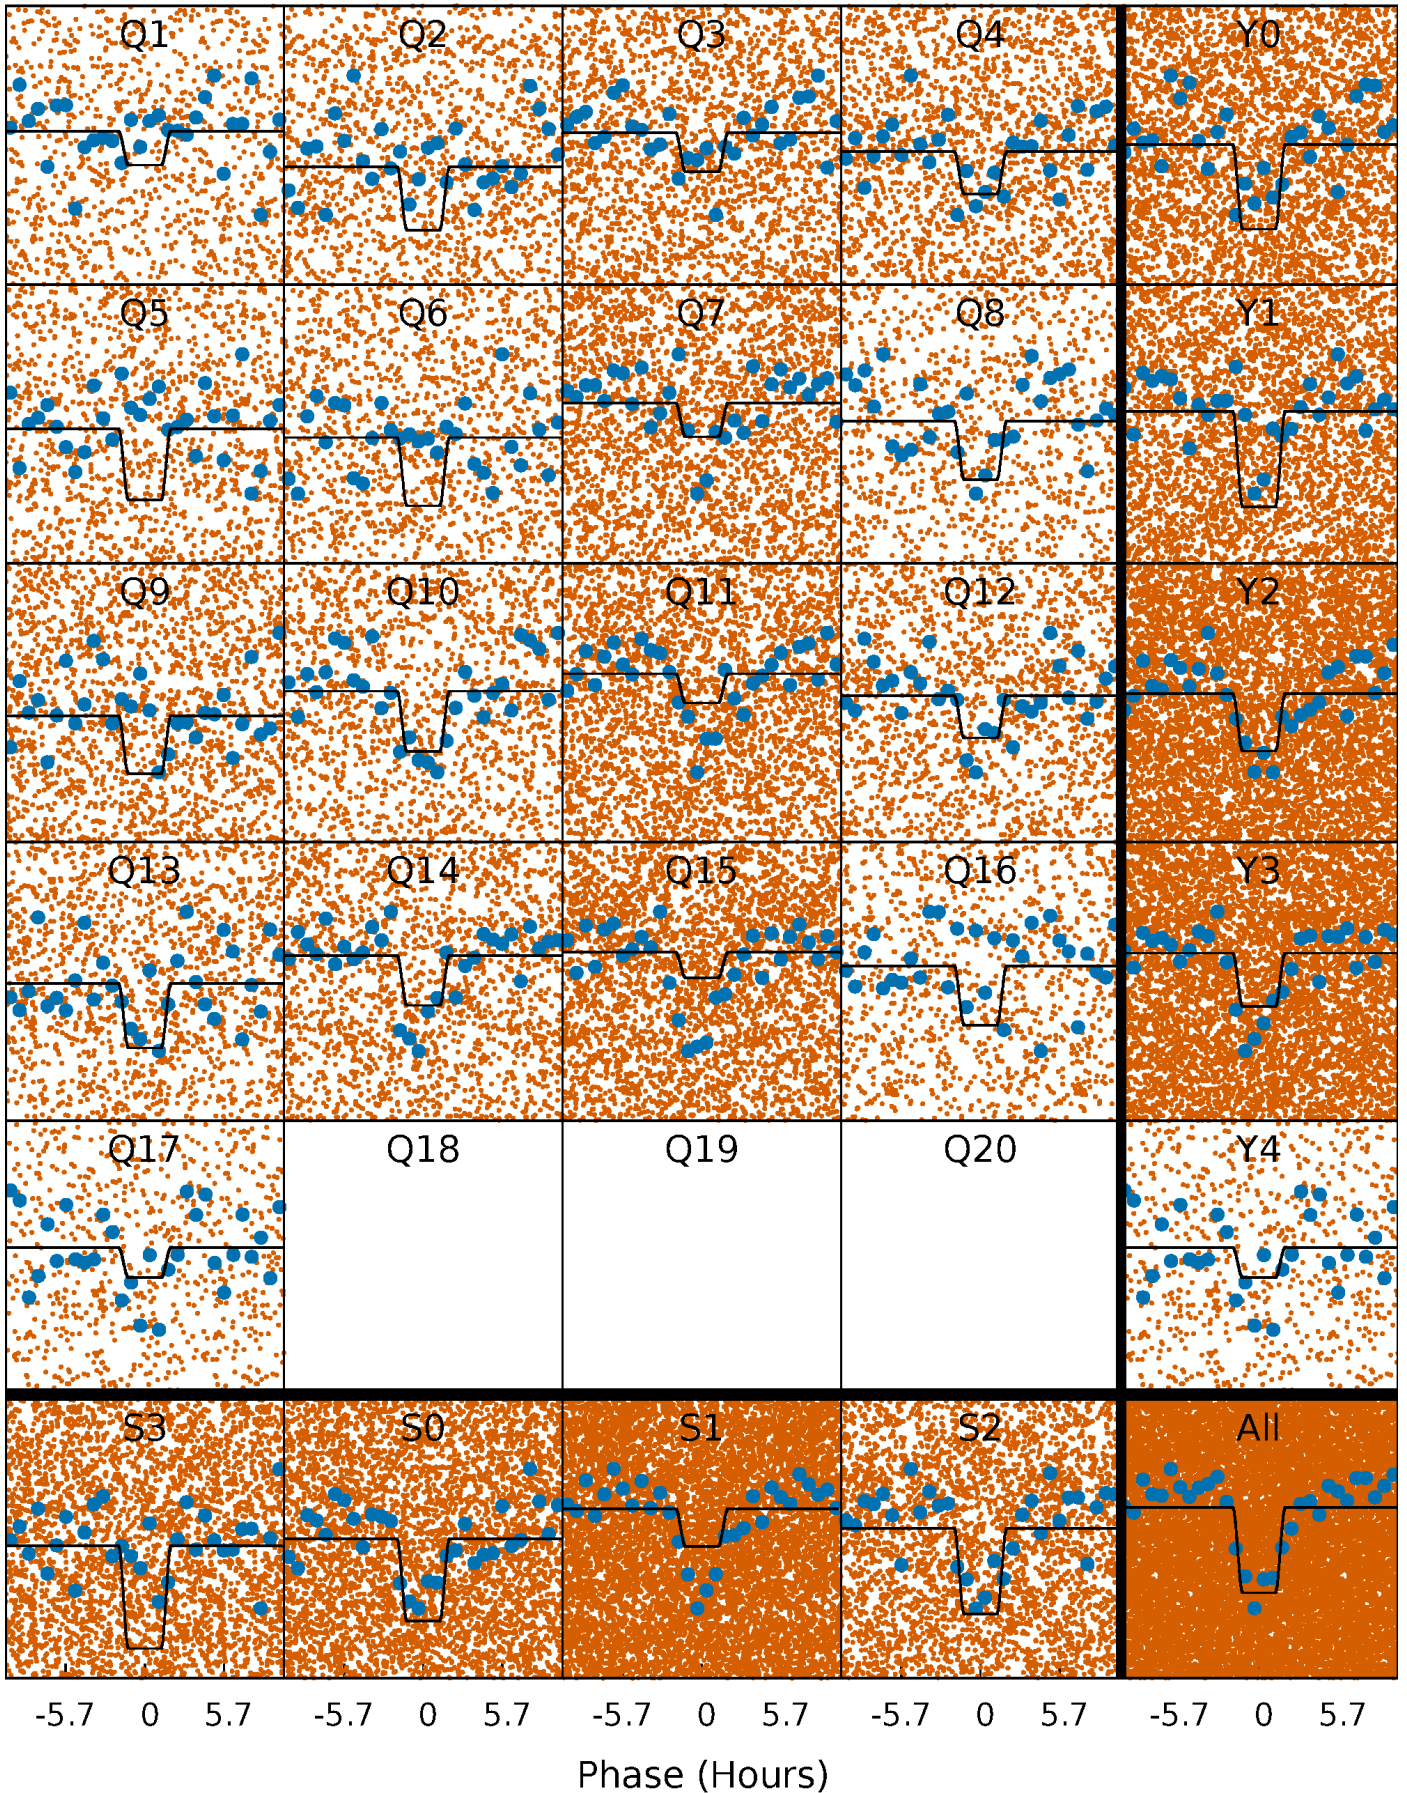 Q1 Q2 Q3 Q4 Y0
Q5 Q6 Q7 Q8 Y1
Q9 Q10 Q11 Q12 Y2
Q13 Q14 Q15 Q16 Y3
Q17 Q18 Q19 Q20 Y4
S3 S0 S1 S2 All
-5.7 0 5.7 -5.7 0 5.7 -5.7 0 5.7 -5.7 0 5.7 -5.7 0 5.7
Phase (Hours)